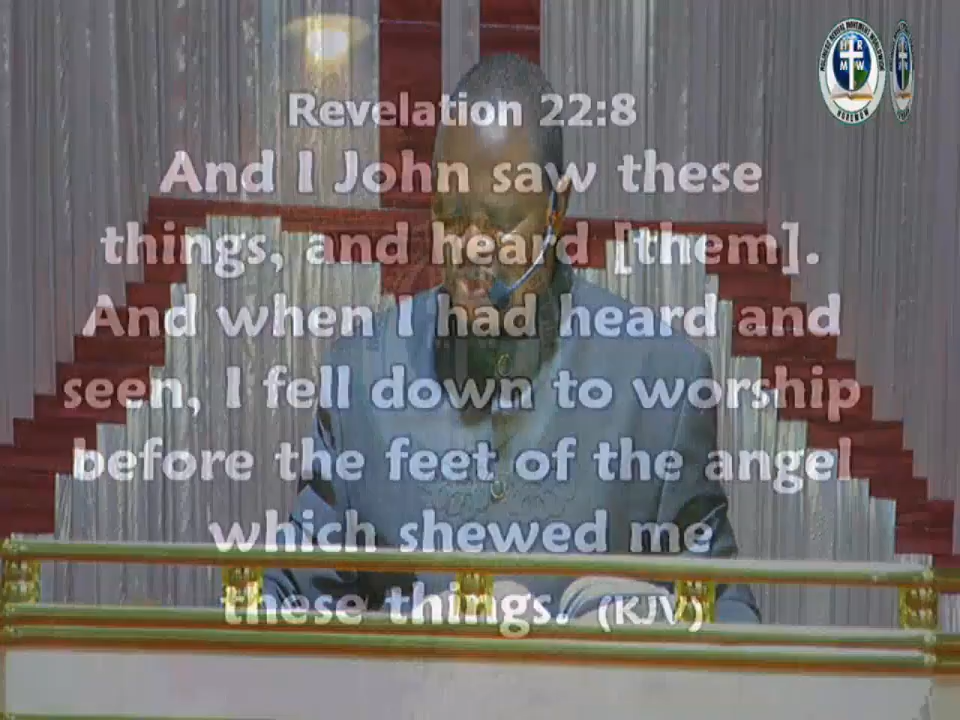 Revelation 22:8
And I John saw these
things, and heard [them].
And when I had heard and
seen, I fell down to worship
before the feet of the angel
which shewed me
these things. (KJV)